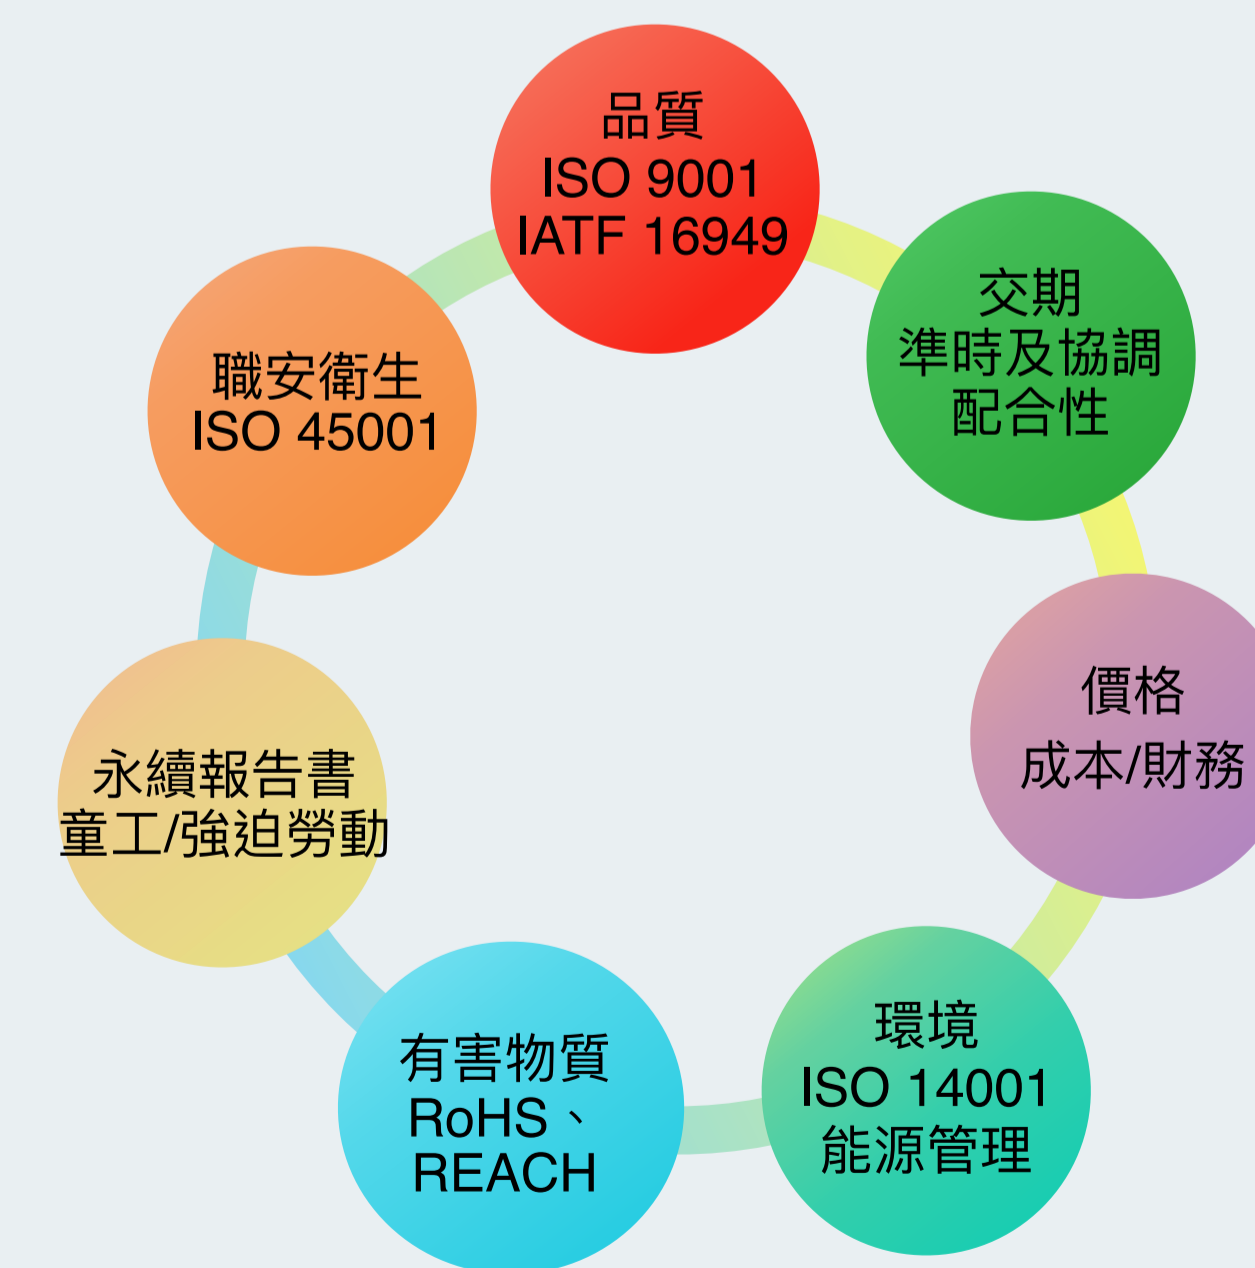 品質
ISO 9001
IATF 16949
交期
準時及協調
配合性
價格
成本/財務
環境
ISO 14001
能源管理
有害物質
RoHS、
REACH
永續報告書
童工/強迫勞動
職安衛生
ISO 45001